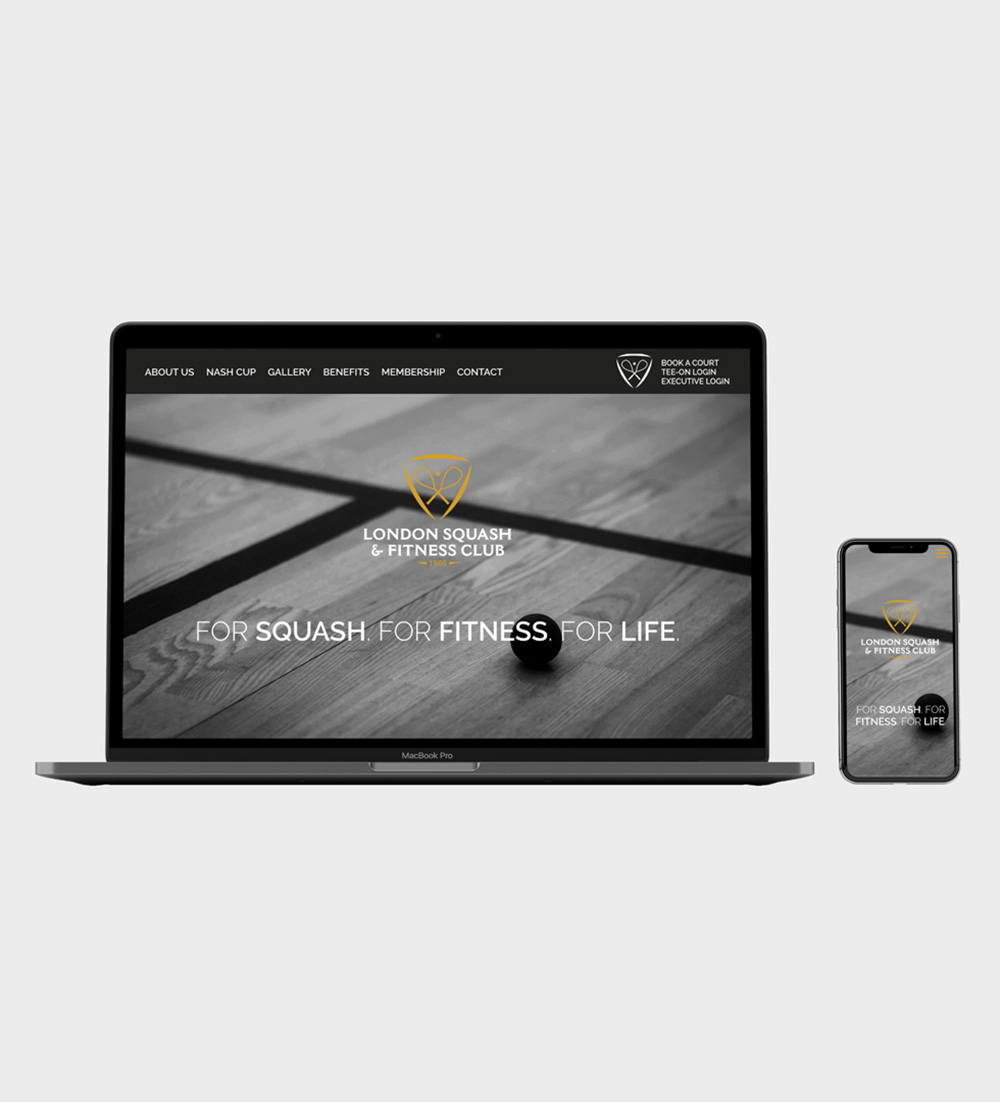 ABOUT US NASH CUP GALLERY BENEFITS MEMBERSHIP CONTACT
BOOK A COURT
TEE-ON LOGIN
EXECUTIVE LOGIN
LONDON SQUASH
& FITNESS CLUB
1986
FOR SQUASH. FOR FITNESS. FOR LIFE.
MacBook Pro
LONDON SQUASH
& FITNESS CLUB
FOR SQUASH. FOR
FITNESS. FOR LIFE.